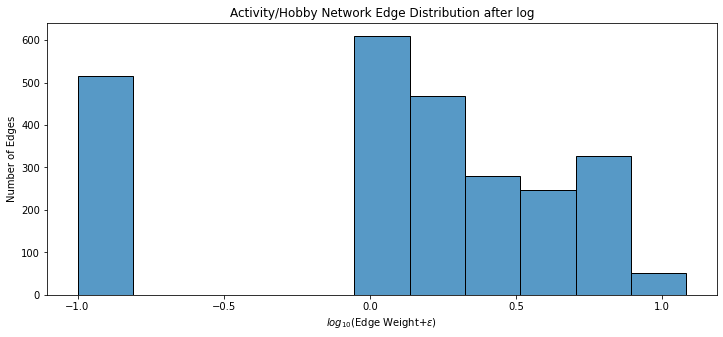 Activity/Hobby Network Edge Distribution after log
600
500
400
300
200
100
0
Number of Edges
−1.0 −0.5 0.0 0.5 1.0
log₁₀(Edge Weight+ε)